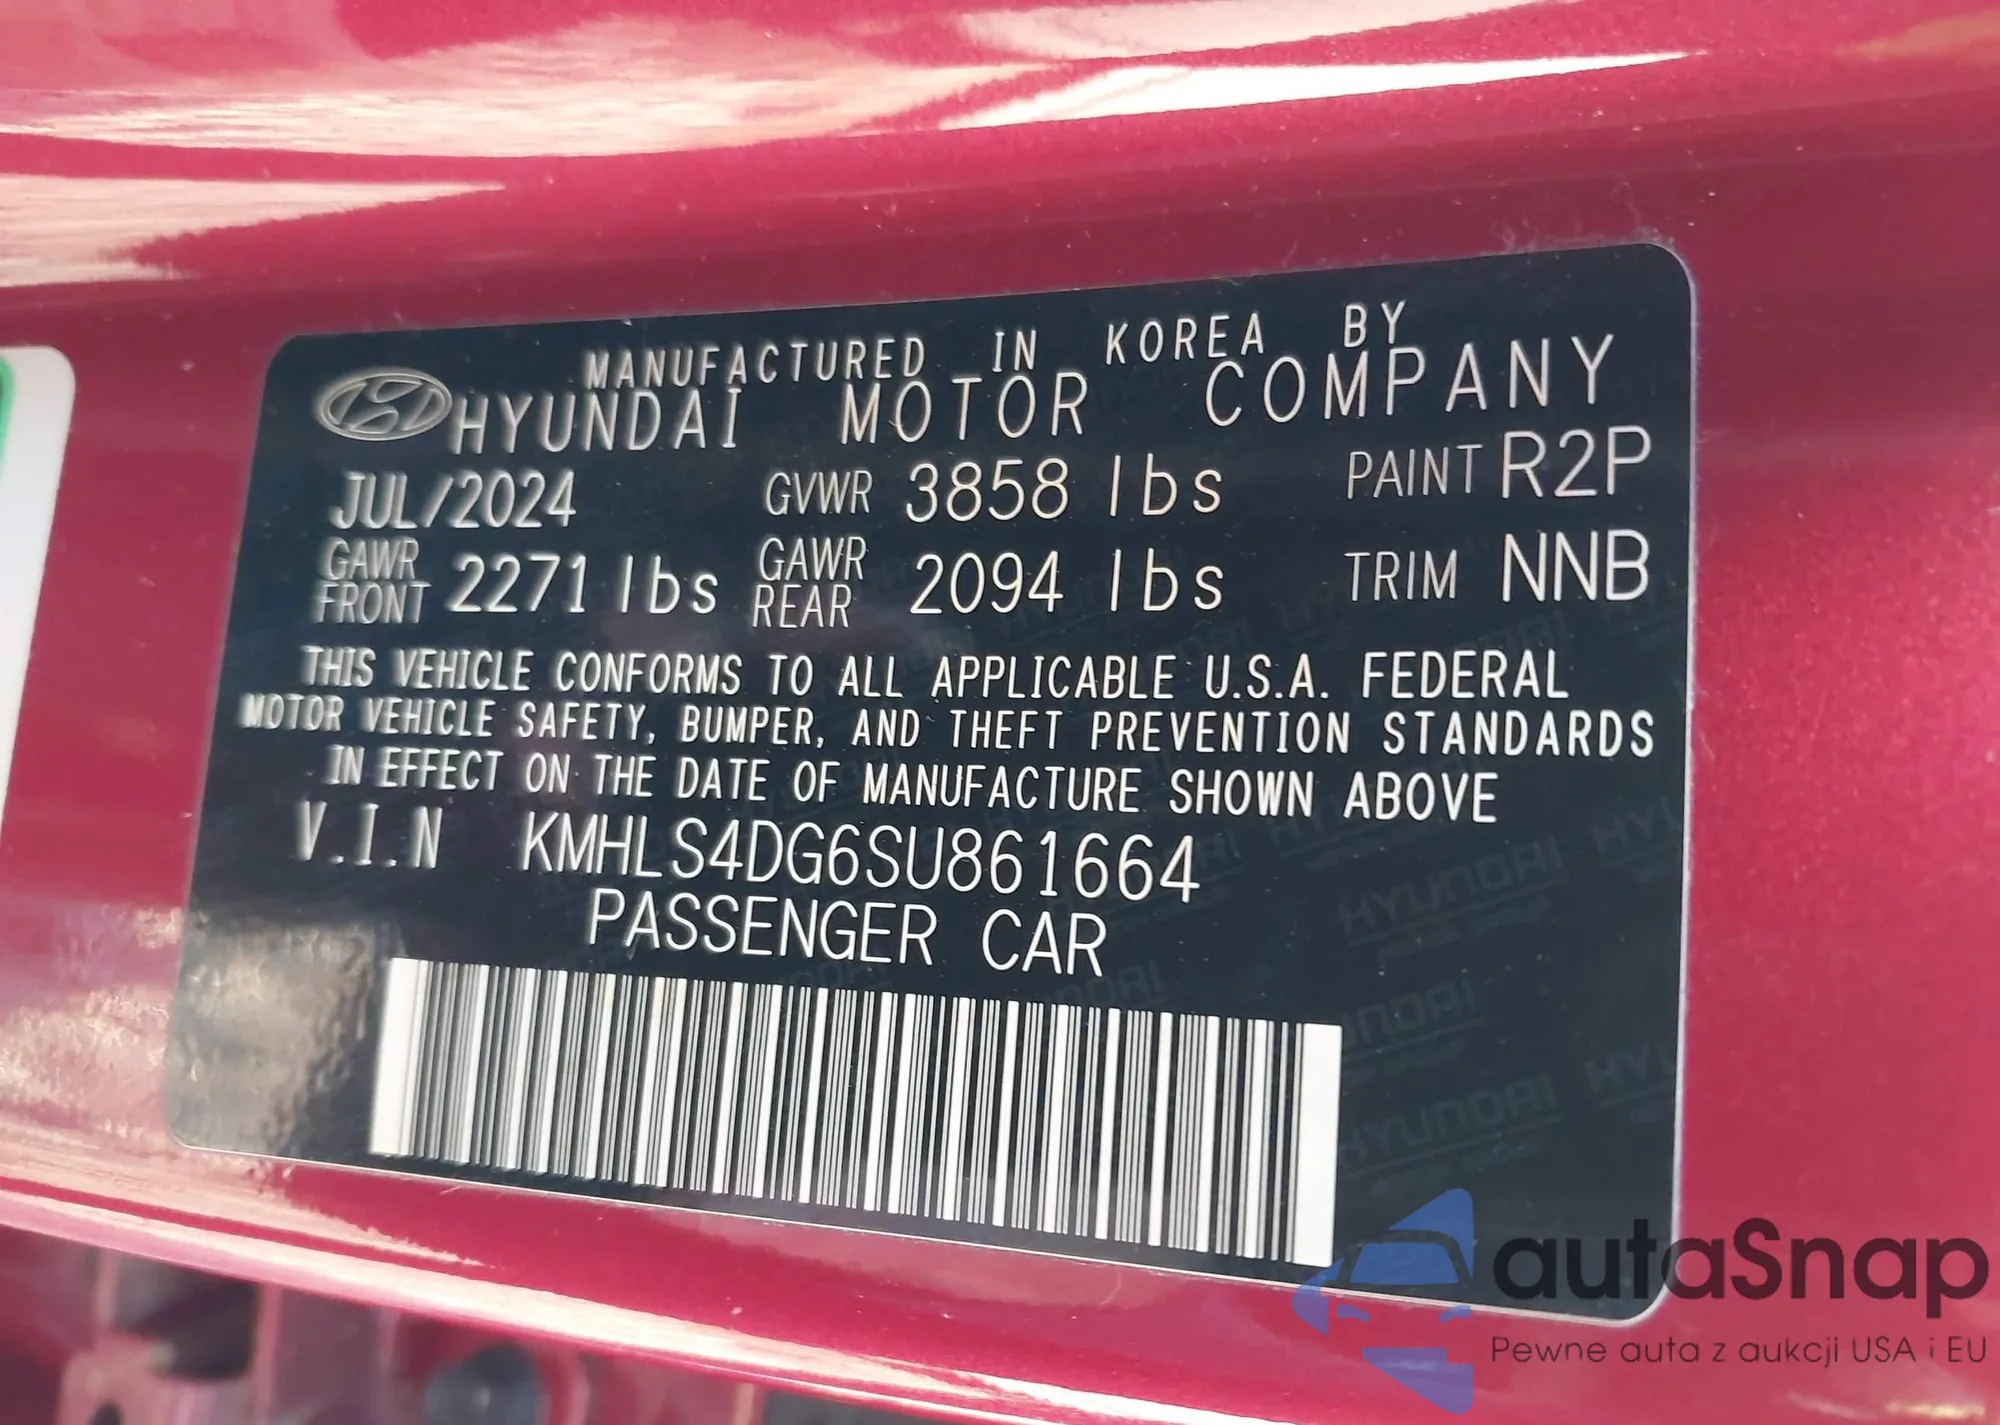 MANUFACTURED IN KOREA BY
HYUNDAI MOTOR COMPANY
JUL/2024 GVWR 3858 lbs PAINT R2P
GAWR FRONT 2271 lbs GAWR REAR 2094 lbs TRIM NNB
THIS VEHICLE CONFORMS TO ALL APPLICABLE U.S.A. FEDERAL
MOTOR VEHICLE SAFETY, BUMPER, AND THEFT PREVENTION STANDARDS
IN EFFECT ON THE DATE OF MANUFACTURE SHOWN ABOVE
V.I.N KMHLS4DG6SU861664
PASSENGER CAR
HYUNDAI
HYUNDAI
autaSnap
Pewne auta z aukcji USA i EU